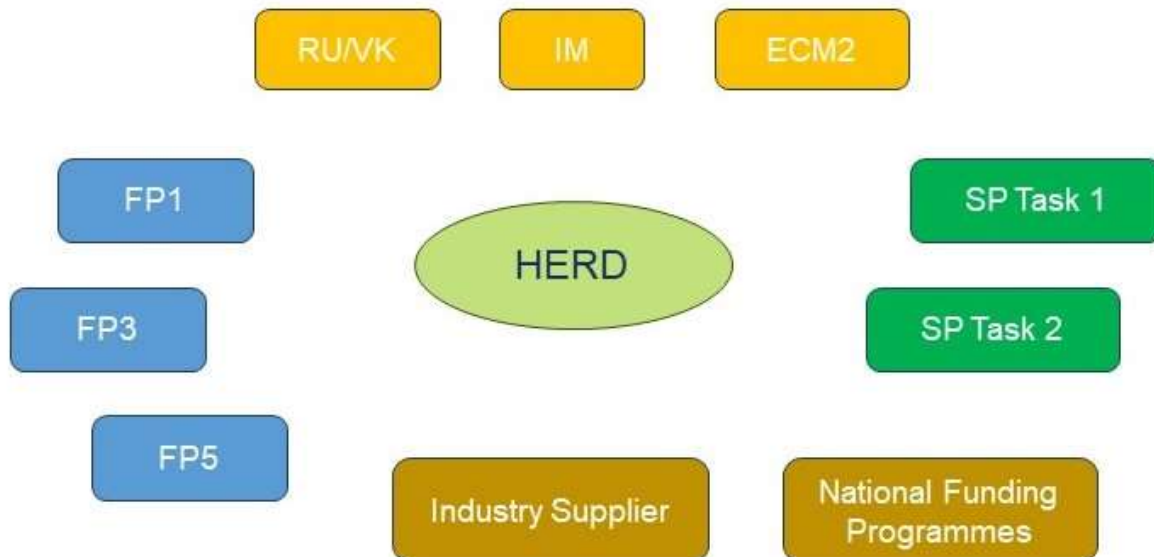 RU/VK
IM
ECM2
FP1
SP Task 1
HERD
FP3
SP Task 2
FP5
Industry Supplier
National Funding
Programmes